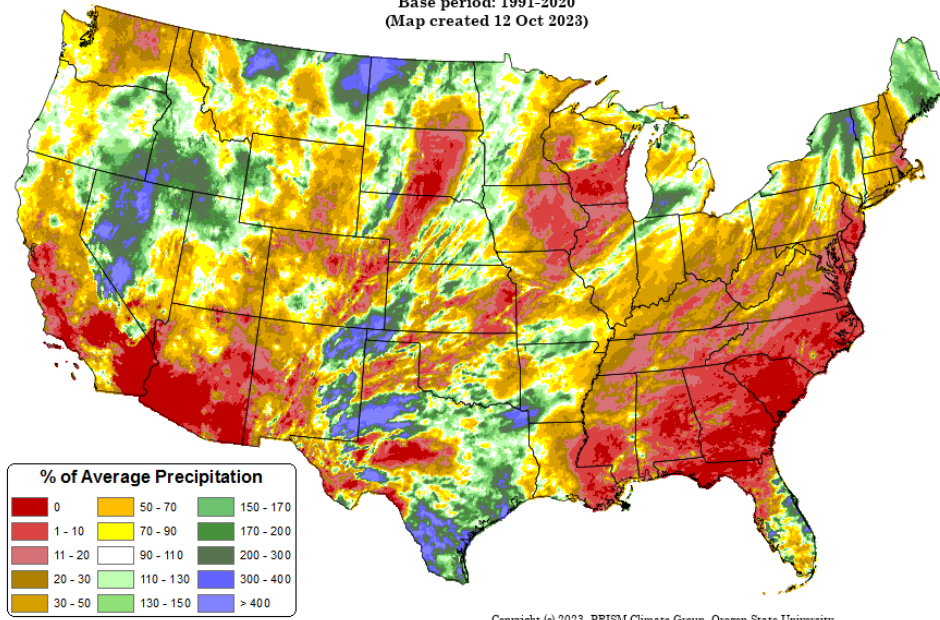 Base period: 1991-2020
(Map created 12 Oct 2023)
% of Average Precipitation
0
50 - 70
150 - 170
1 - 10
70 - 90
170 - 200
11 - 20
90 - 110
200 - 300
20 - 30
110 - 130
300 - 400
30 - 50
130 - 150
> 400
Copyright (c) 2023, PRISM Climate Group, Oregon State University